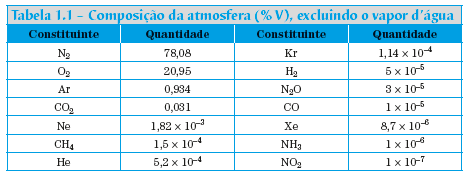 Tabela 1.1 – Composição da atmosfera (%V), excluindo o vapor d'água
Constituinte Quantidade Constituinte Quantidade
N₂ 78,08 Kr 1,14 × 10⁻⁴
O₂ 20,95 H₂ 5 × 10⁻⁵
Ar 0,934 N₂O 3 × 10⁻⁵
CO₂ 0,031 CO 1 × 10⁻⁵
Ne 1,82 × 10⁻³ Xe 8,7 × 10⁻⁶
CH₄ 1,5 × 10⁻⁴ NH₃ 1 × 10⁻⁶
He 5,2 × 10⁻⁴ NO₂ 1 × 10⁻⁷